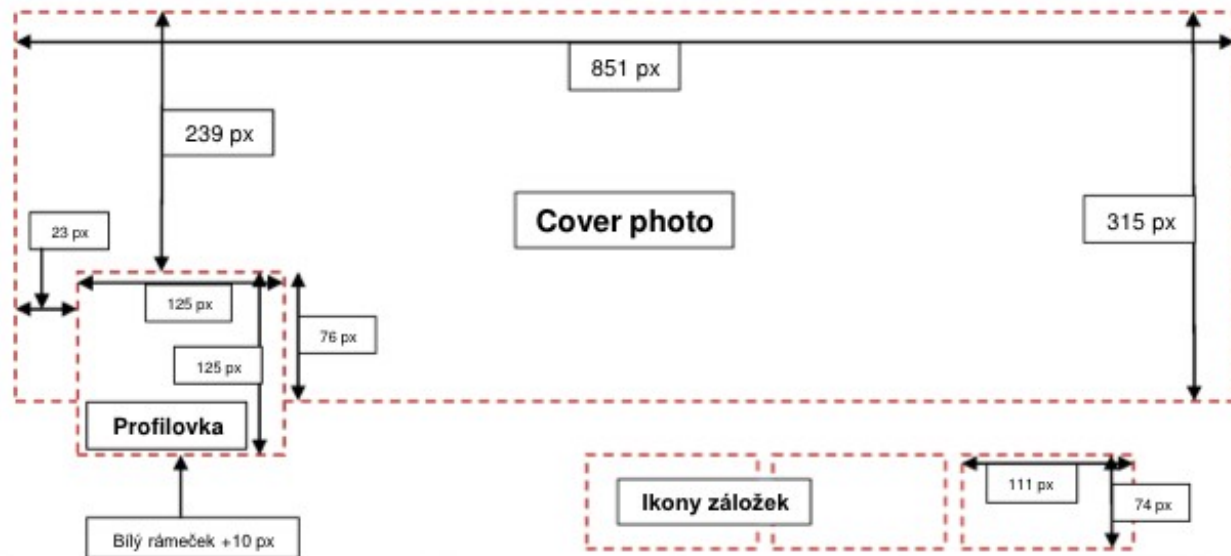 851 px
239 px
Cover photo
315 px
23 px
125 px
76 px
125 px
Profilovka
Ikony záložek
111 px
74 px
Bílý rámeček +10 px